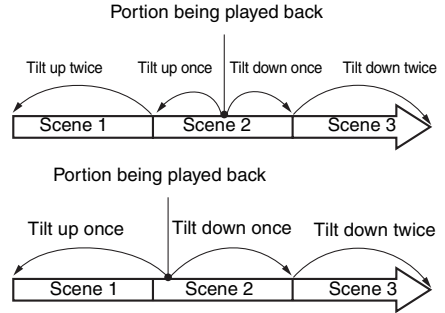 Portion being played back
Tilt up twice Tilt up once Tilt down once Tilt down twice
Scene 1 Scene 2 Scene 3
Portion being played back
Tilt up once Tilt down once Tilt down twice
Scene 1 Scene 2 Scene 3